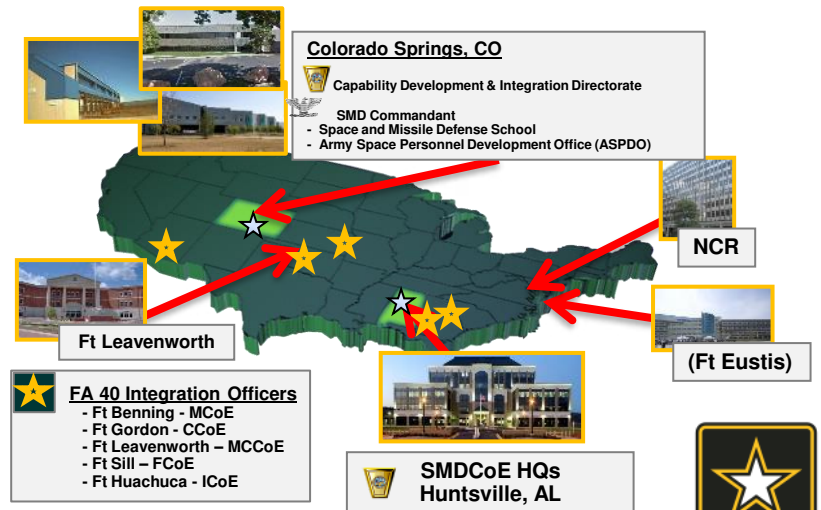 Colorado Springs, CO
Capability Development & Integration Directorate
SMD Commandant
- Space and Missile Defense School
- Army Space Personnel Development Office (ASPDO)
NCR
Ft Leavenworth
(Ft Eustis)
FA 40 Integration Officers
- Ft Benning - MCoE
- Ft Gordon - CCoE
- Ft Leavenworth – MCCoE
- Ft Sill – FCoE
- Ft Huachuca - ICoE
SMDCoE HQs
Huntsville, AL